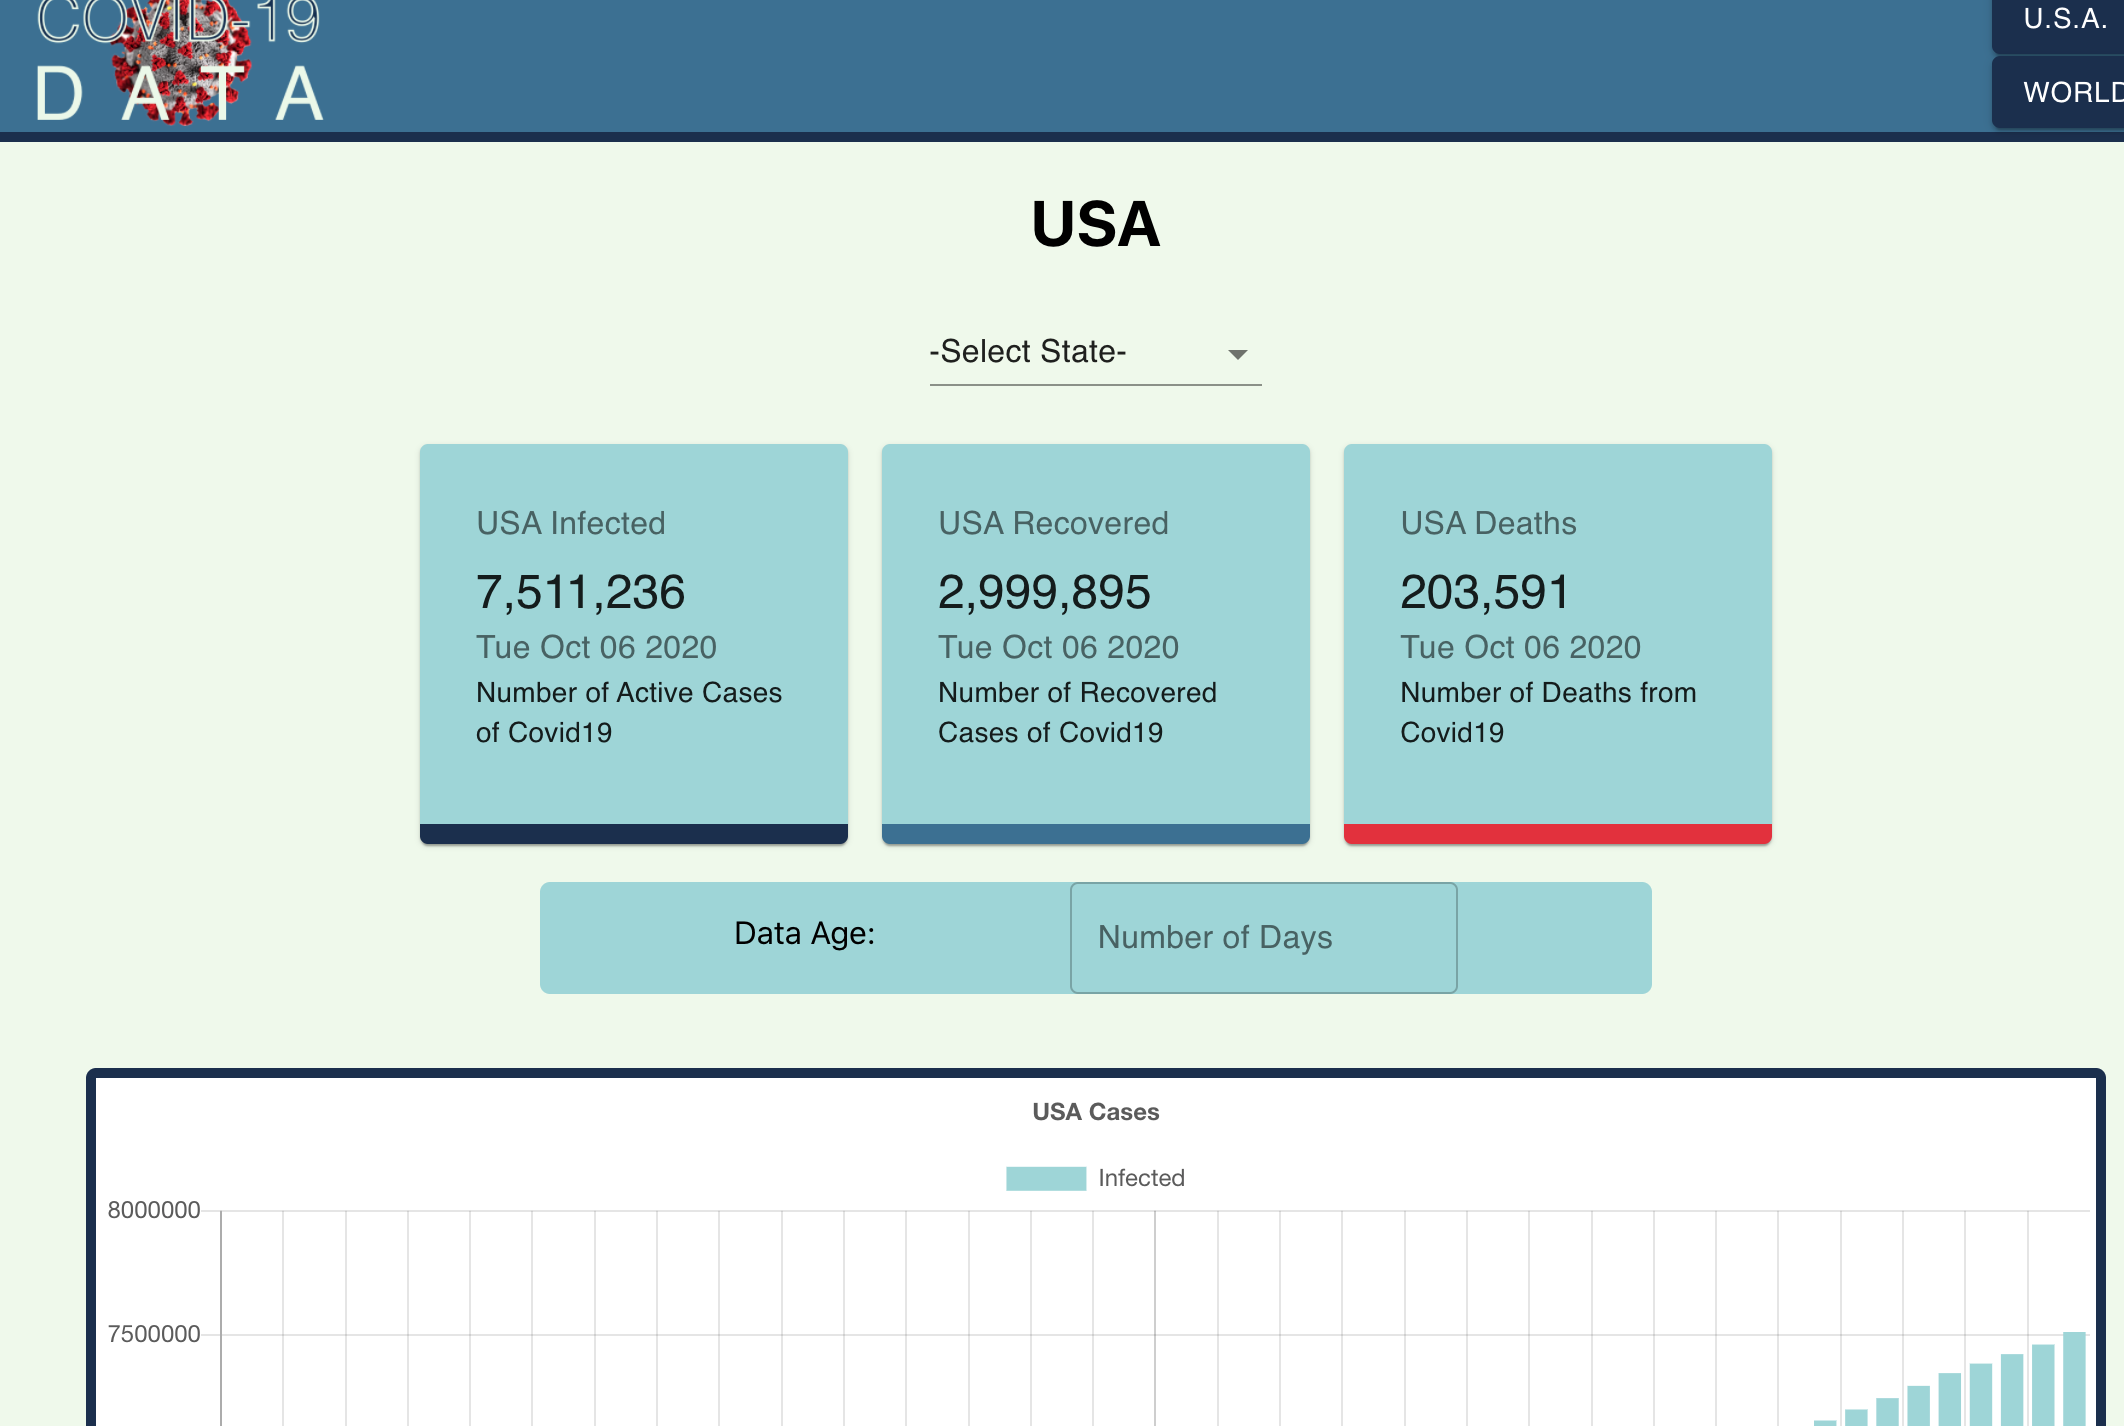 COVID-19
DATA
U.S.A.
WORLD
USA
-Select State-
USA Infected
7,511,236
Tue Oct 06 2020
Number of Active Cases
of Covid19
USA Recovered
2,999,895
Tue Oct 06 2020
Number of Recovered
Cases of Covid19
USA Deaths
203,591
Tue Oct 06 2020
Number of Deaths from
Covid19
Data Age:
Number of Days
USA Cases
Infected
8000000
7500000